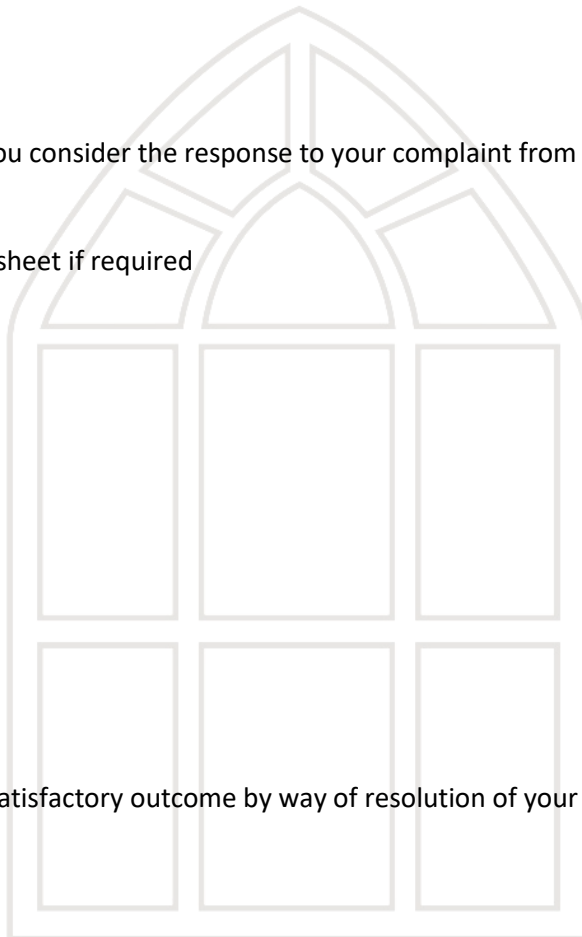 ou consider the response to your complaint from
sheet if required
atisfactory outcome by way of resolution of your